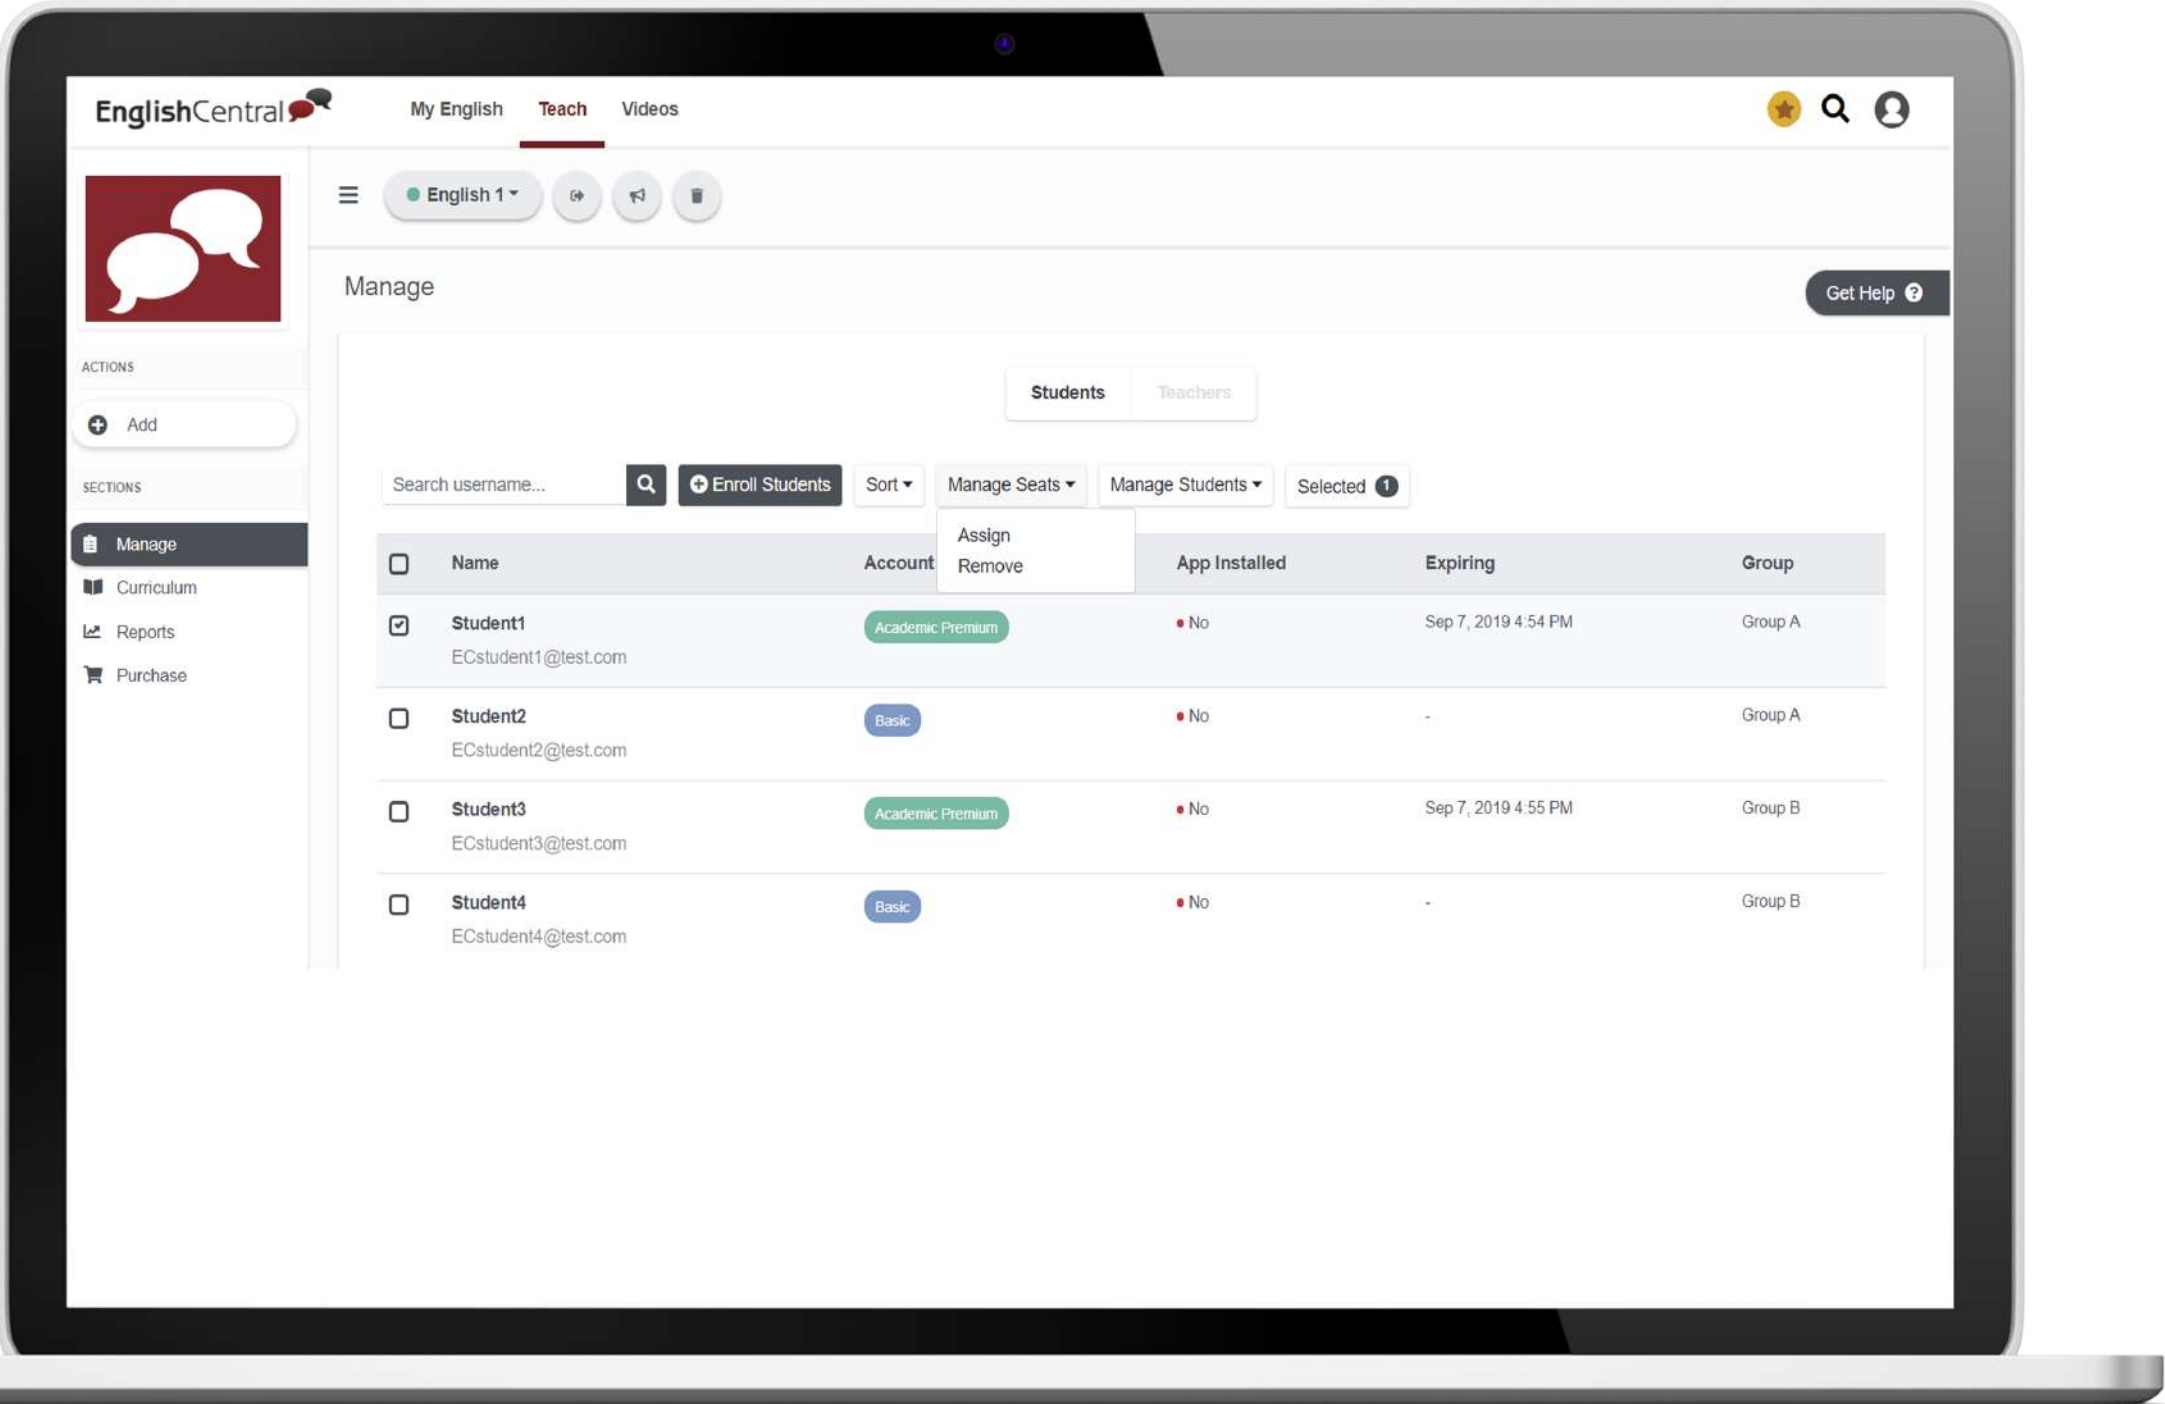 EnglishCentral My English Teach Videos
English 1
Manage
Get Help
ACTIONS
Add
SECTIONS
Manage
Curriculum
Reports
Purchase
Students Teachers
Search username... Enroll Students Sort Manage Seats Manage Students Selected 1
Assign
Remove
Name Account App Installed Expiring Group
Student1 Academic Premium No Sep 7, 2019 4:54 PM Group A
ECstudent1@test.com
Student2 Basic No - Group A
ECstudent2@test.com
Student3 Academic Premium No Sep 7, 2019 4:55 PM Group B
ECstudent3@test.com
Student4 Basic No - Group B
ECstudent4@test.com